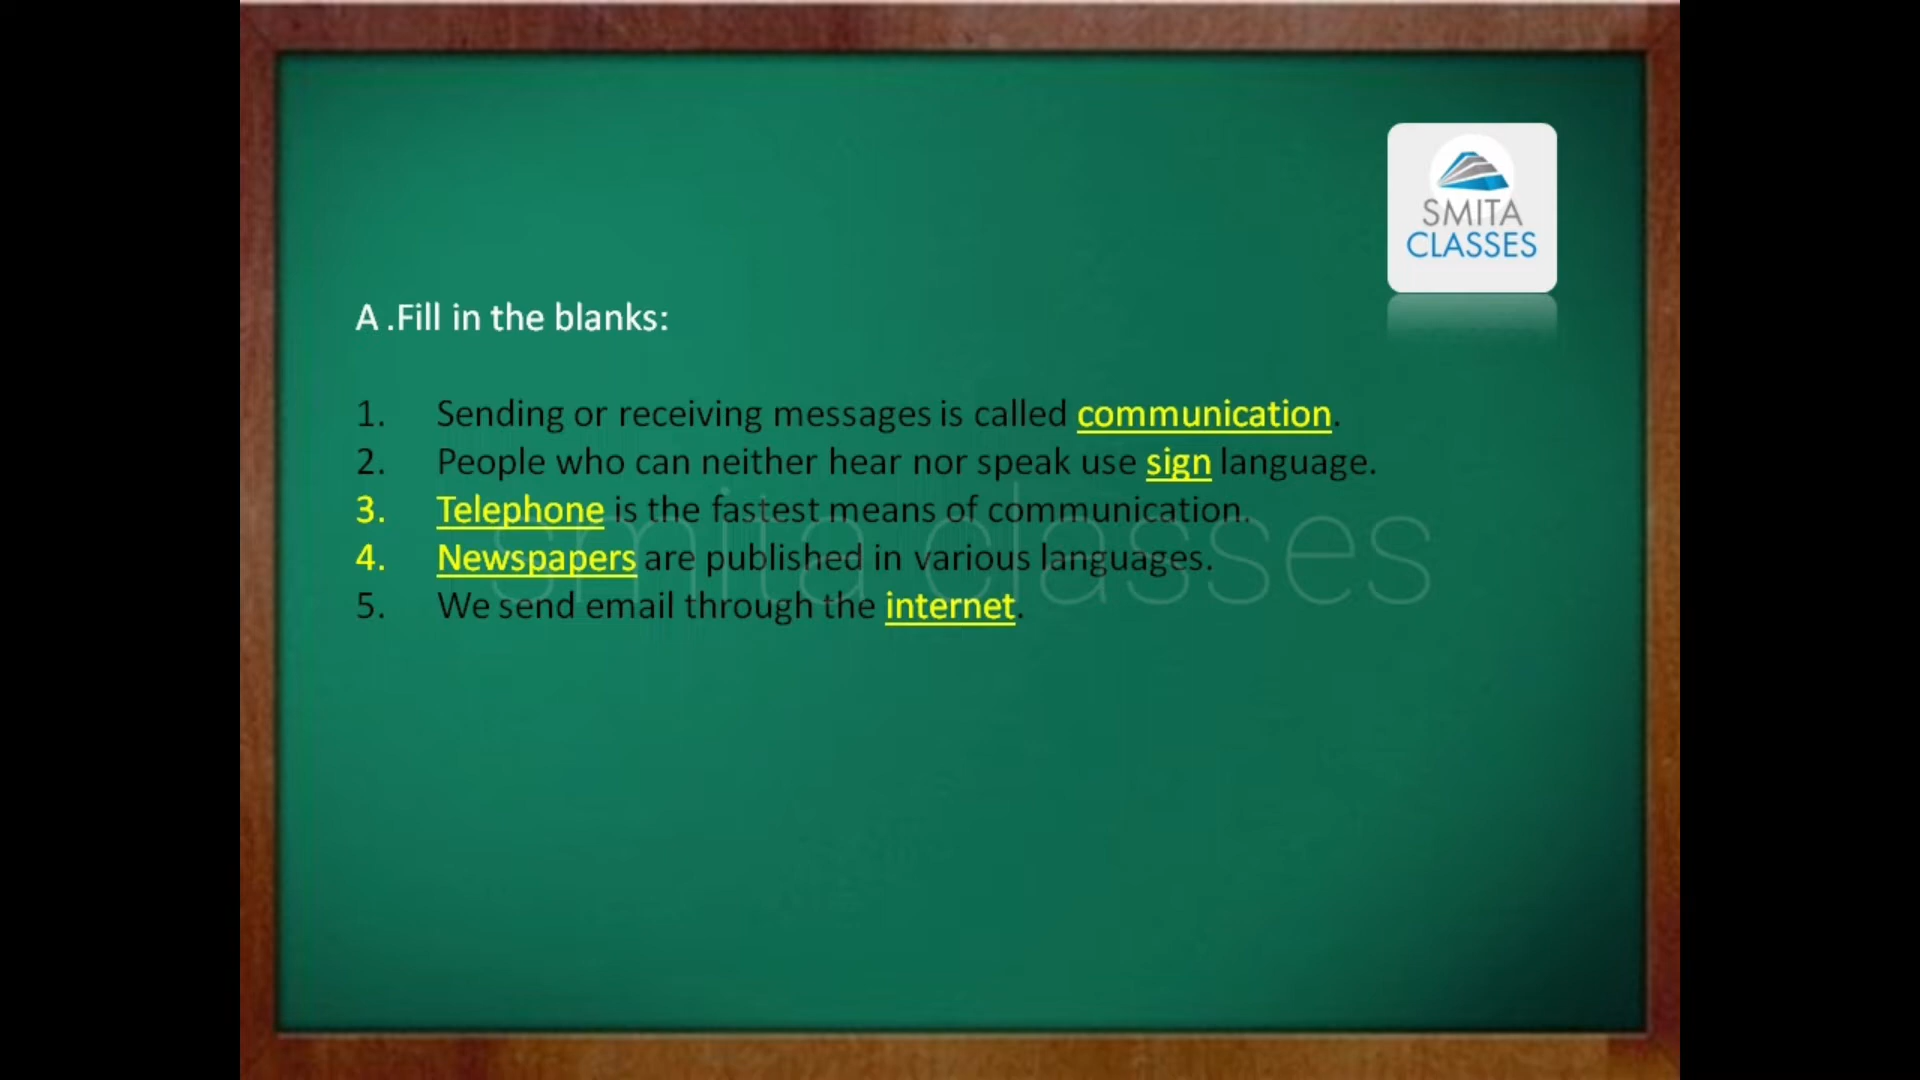 SMITA
CLASSES
A .Fill in the blanks:
1. Sending or receiving messages is called communication.
2. People who can neither hear nor speak use sign language.
3. Telephone is the fastest means of communication.
4. Newspapers are published in various languages.
5. We send email through the internet.
smita classes